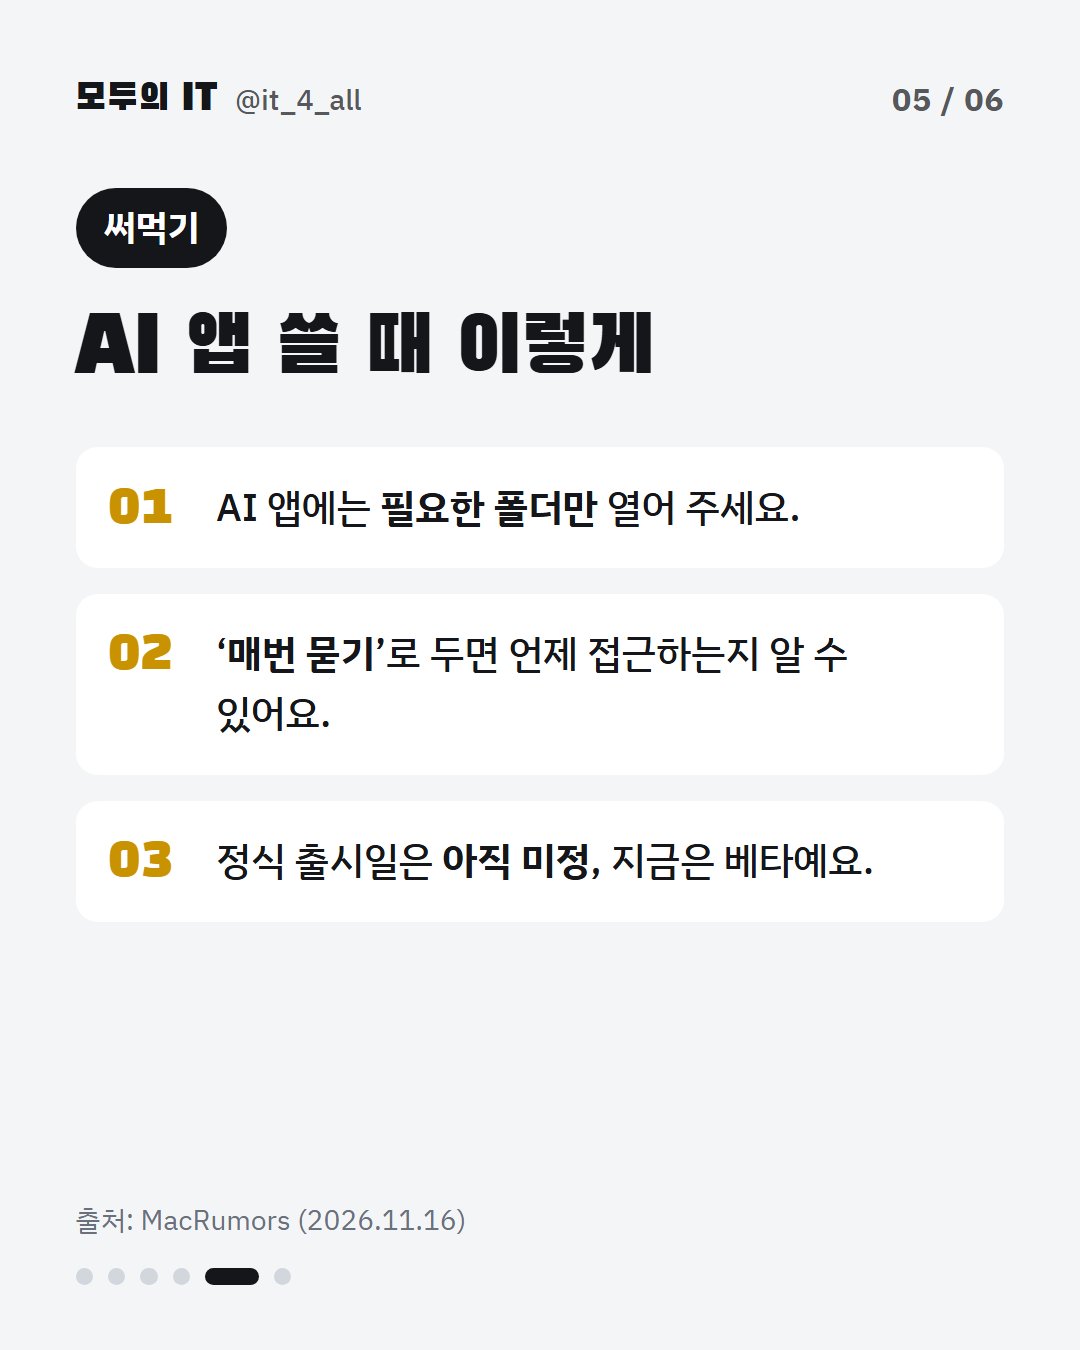 모두의 IT @it_4_all
05 / 06
써먹기
AI 앱 쓸 때 이렇게
01 AI 앱에는 필요한 폴더만 열어 주세요.
02 ‘매번 묻기’로 두면 언제 접근하는지 알 수
있어요.
03 정식 출시일은 아직 미정, 지금은 베타예요.
출처: MacRumors (2026.11.16)